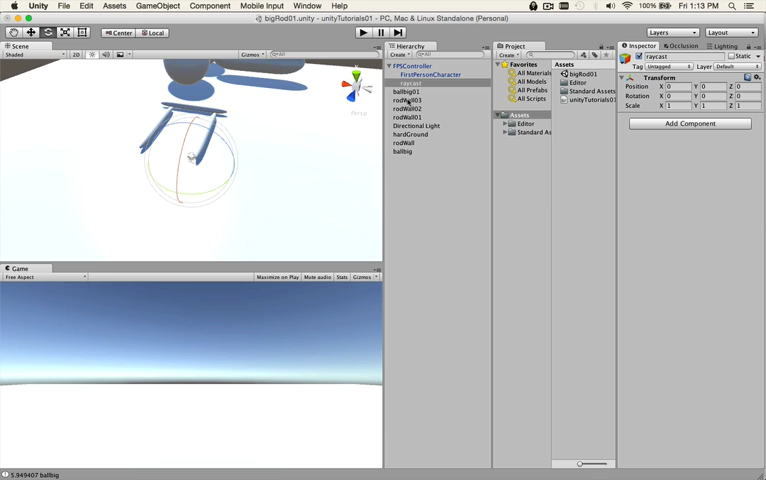 Unity File Edit Assets GameObject Component Mobile Input Window Help 100% Fri 1:13 PM
bigRod01.unity - unityTutorials01 - PC, Mac & Linux Standalone (Personal)
Center Local Layers Layout
Scene
Shaded 2D Gizmos All
Persp
Game
Free Aspect Maximize on Play Mute audio Stats Gizmos
Hierarchy
Create All
FPSController
FirstPersonCharacter
raycast
ballbig01
rodWall03
rodWall02
rodWall01
Directional Light
hardGround
rodWall
ballbig
Project
Create
Favorites
All Materials
All Models
All Prefabs
All Scripts
Assets
Editor
Standard As
Assets
bigRod01
Editor
Standard Assets
unityTutorials01
Inspector Occlusion Lighting
raycast Static
Tag Untagged Layer Default
Transform
Position X 0 Y 0 Z 0
Rotation X 0 Y 0 Z 0
Scale X 1 Y 1 Z 1
Add Component
5.949407 ballbig